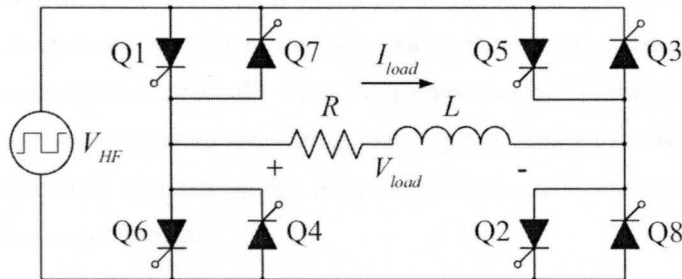 Q1 Q7 Q5 Q3
I_load
R L
V_HF
+ V_load -
Q6 Q4 Q2 Q8